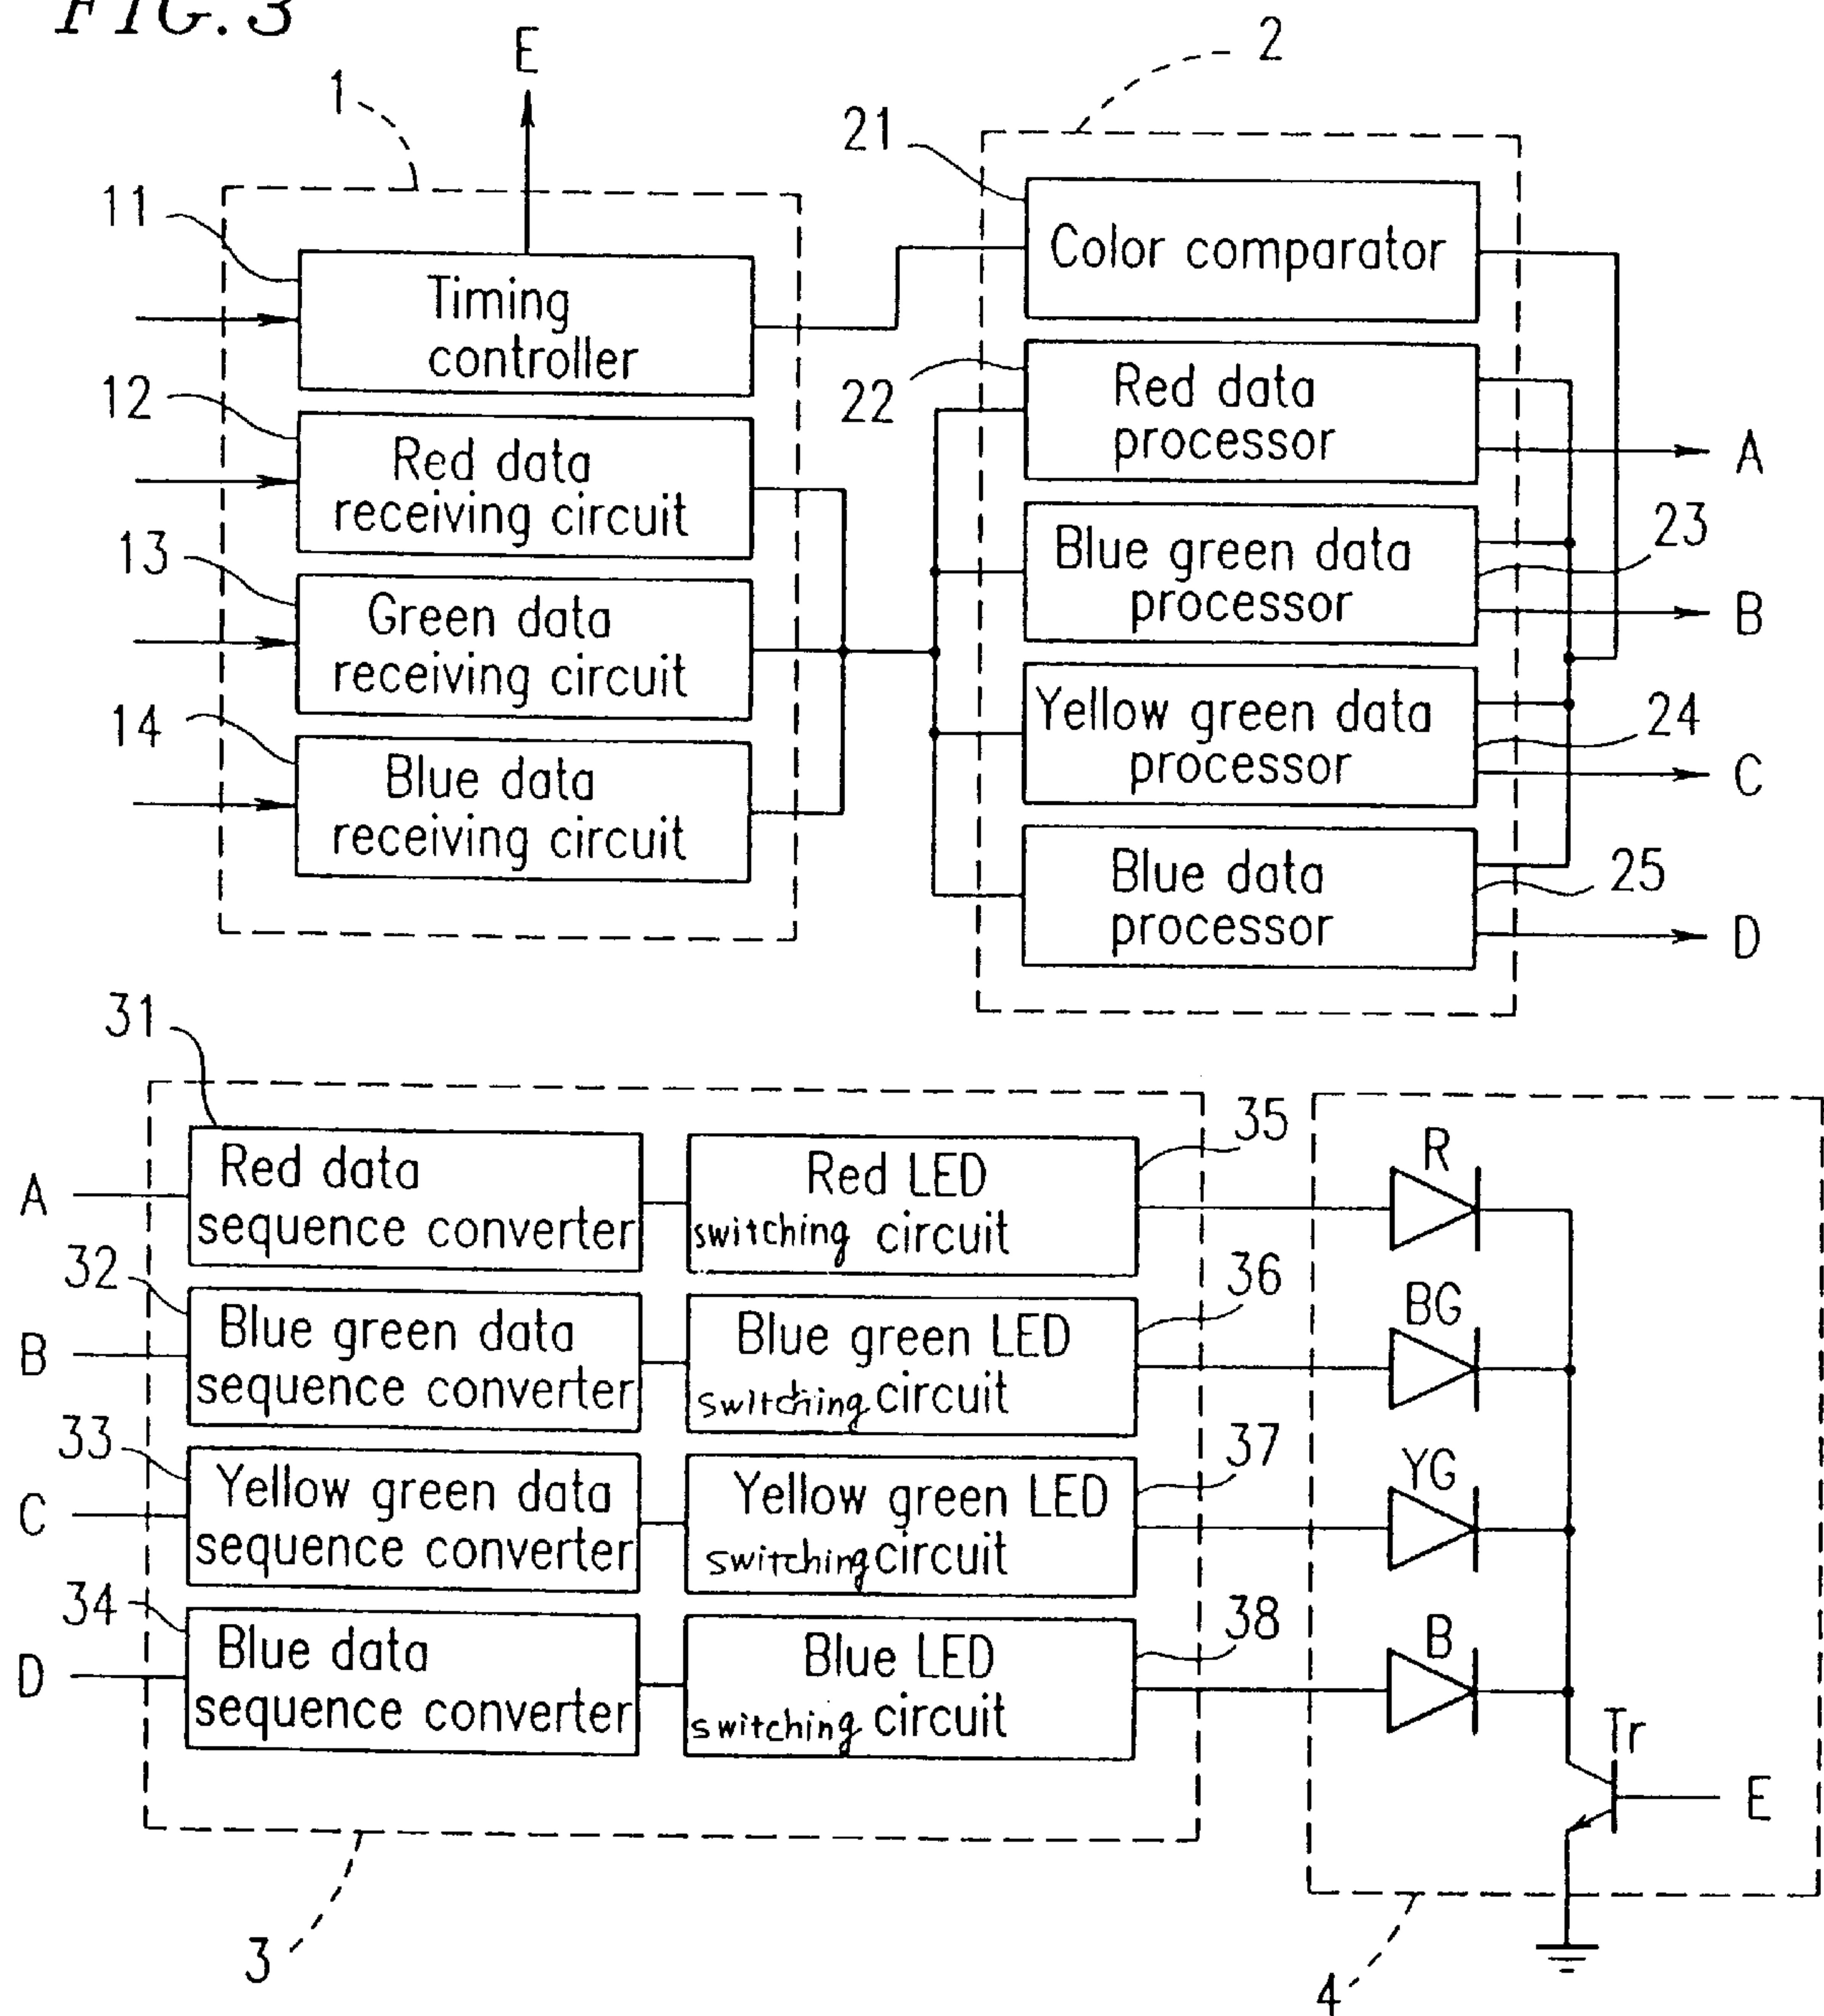 FIG. 3
E
1
2
21
11
Color comparator
Timing
controller
22
12
Red data
processor
A
Red data
receiving circuit
23
13
Blue green data
processor
B
Green data
receiving circuit
24
14
Yellow green data
processor
C
Blue data
receiving circuit
25
Blue data
processor
D
31
35
R
A
Red data
sequence converter
Red LED
switching circuit
32
36
BG
B
Blue green data
sequence converter
Blue green LED
switching circuit
33
37
YG
C
Yellow green data
sequence converter
Yellow green LED
switching circuit
34
38
B
D
Blue data
sequence converter
Blue LED
switching circuit
Tr
E
3
4